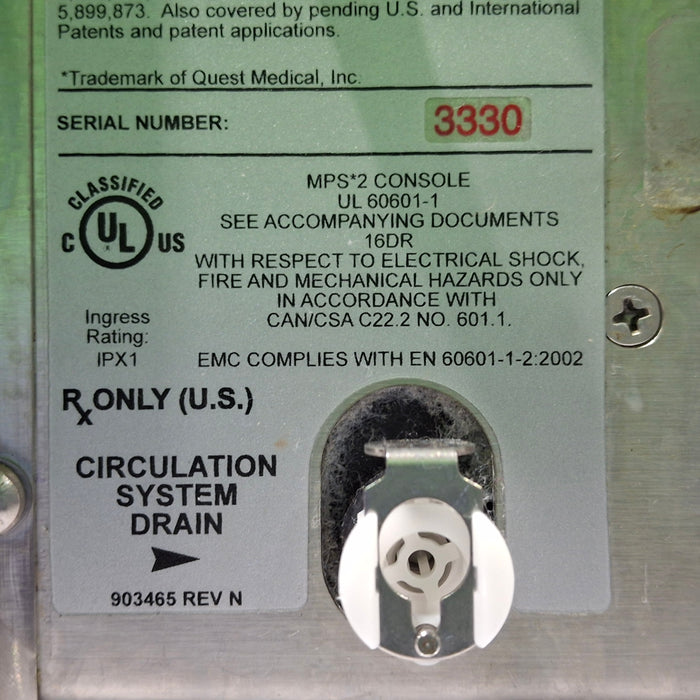 5,899,873. Also covered by pending U.S. and International
Patents and patent applications.
*Trademark of Quest Medical, Inc.
SERIAL NUMBER: 3330
CLASSIFIED
C UL US
MPS*2 CONSOLE
UL 60601-1
SEE ACCOMPANYING DOCUMENTS
16DR
WITH RESPECT TO ELECTRICAL SHOCK,
FIRE AND MECHANICAL HAZARDS ONLY
IN ACCORDANCE WITH
CAN/CSA C22.2 NO. 601.1.
Ingress
Rating:
IPX1
EMC COMPLIES WITH EN 60601-1-2:2002
Rx ONLY (U.S.)
CIRCULATION
SYSTEM
DRAIN
903465 REV N